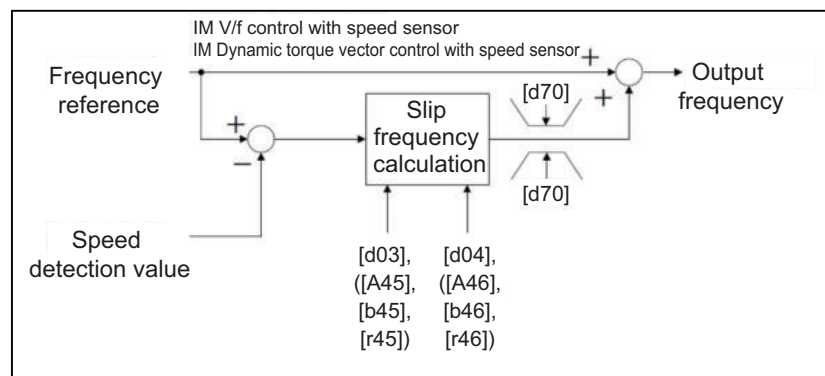 IM V/f control with speed sensor
IM Dynamic torque vector control with speed sensor
Frequency
reference
+
+
Output
frequency
[d70]
[d70]
+
−
Slip
frequency
calculation
Speed
detection value
[d03],
([A45],
[b45],
[r45])
[d04],
([A46],
[b46],
[r46])